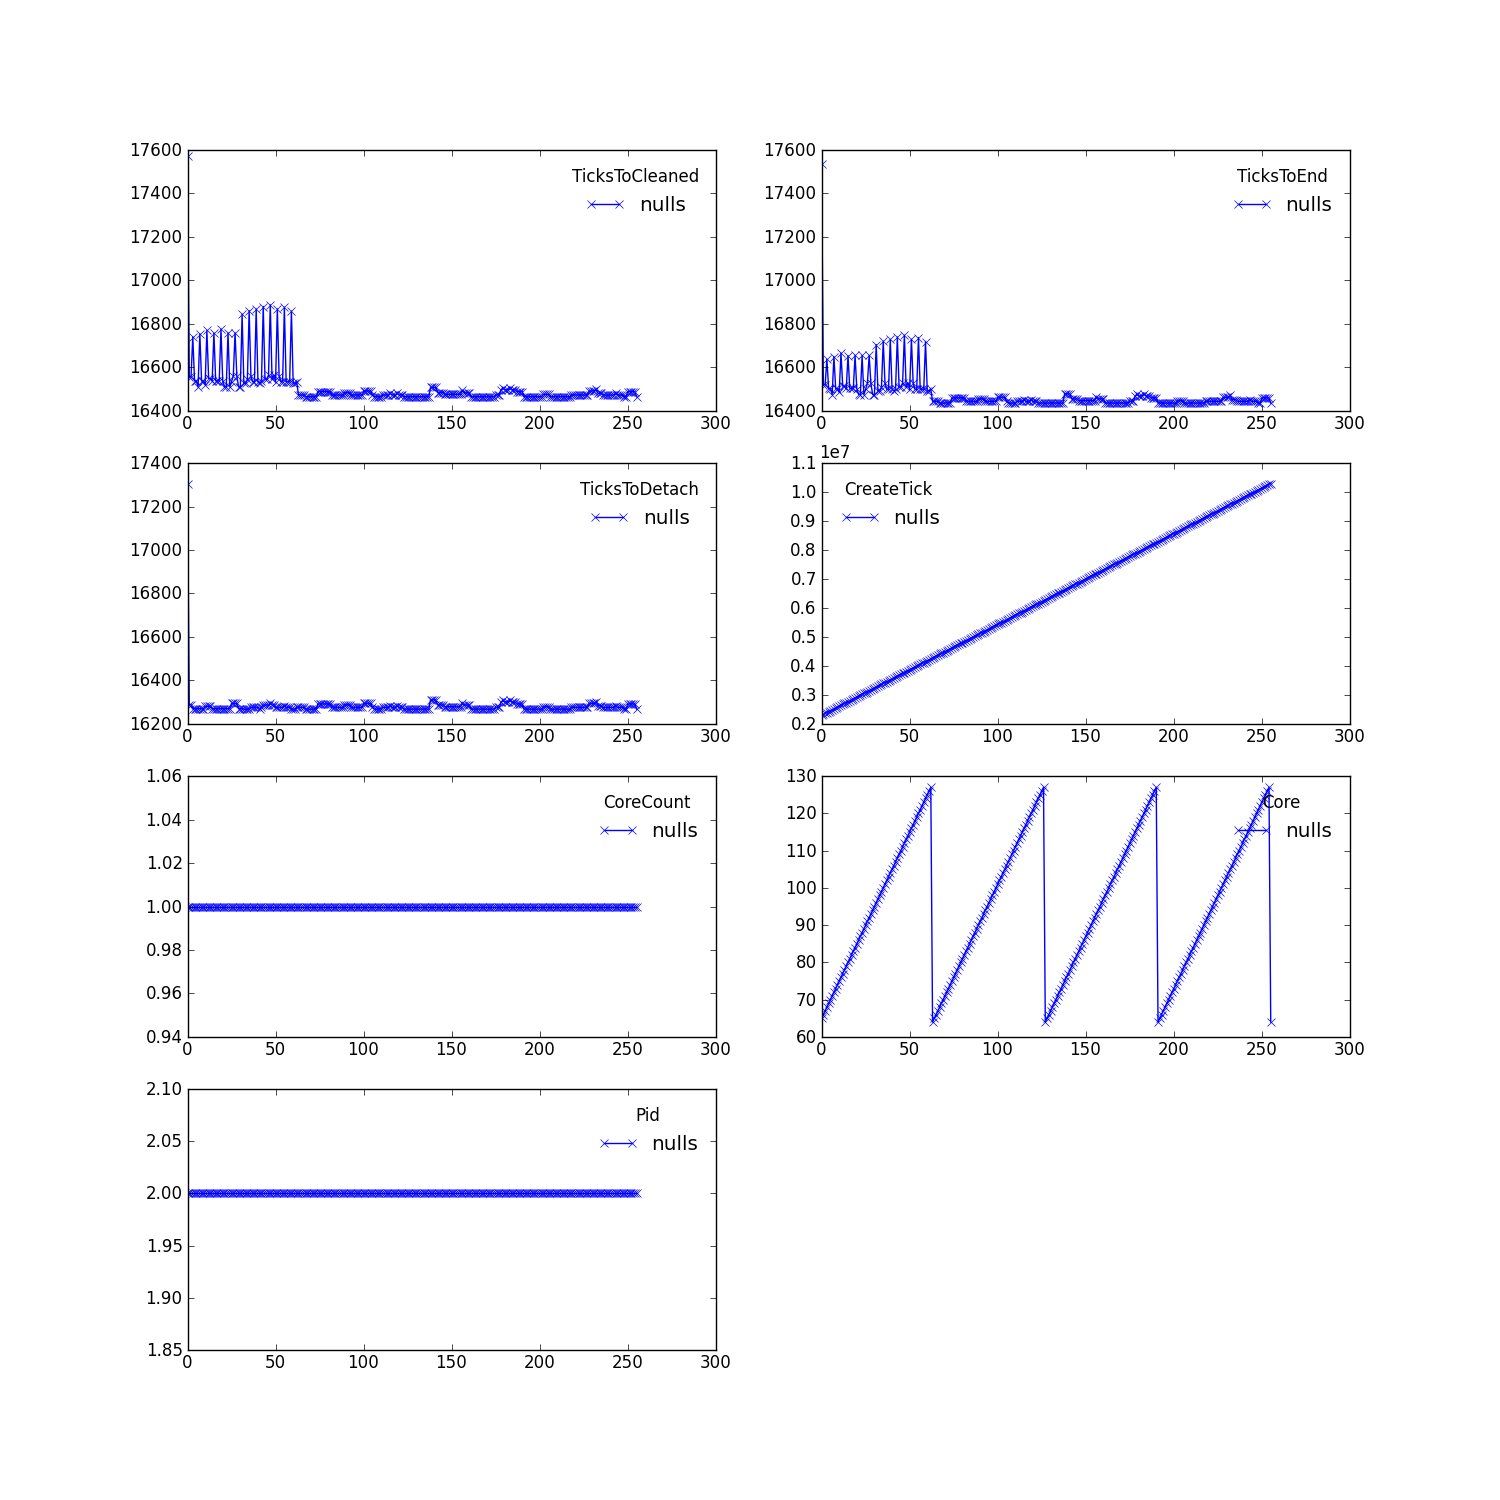 17600
17400
17200
17000
16800
16600
16400
0 50 100 150 200 250 300
TicksToCleaned
nulls
17600
17400
17200
17000
16800
16600
16400
0 50 100 150 200 250 300
TicksToEnd
nulls
17400
17200
17000
16800
16600
16400
16200
0 50 100 150 200 250 300
TicksToDetach
nulls
1e7
1.1
1.0
0.9
0.8
0.7
0.6
0.5
0.4
0.3
0.2
0 50 100 150 200 250 300
CreateTick
nulls
1.06
1.04
1.02
1.00
0.98
0.96
0.94
0 50 100 150 200 250 300
CoreCount
nulls
130
120
110
100
90
80
70
60
0 50 100 150 200 250 300
Core
nulls
2.10
2.05
2.00
1.95
1.90
1.85
0 50 100 150 200 250 300
Pid
nulls